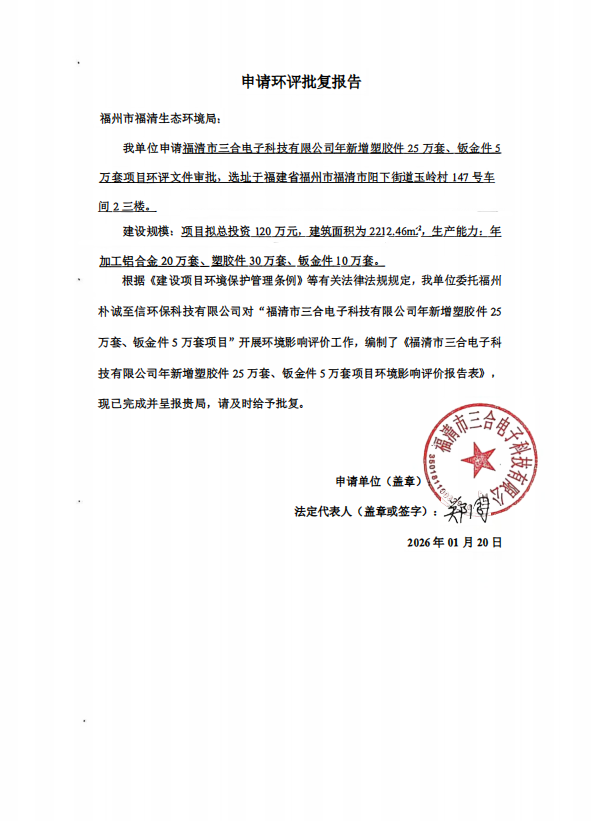 申请环评批复报告
福州市福清生态环境局：
我单位申请福清市三合电子科技有限公司年新增塑胶件 25 万套、钣金件 5
万套项目环评文件审批，选址于福建省福州市福清市阳下街道玉岭村 147 号车
间 2 三楼。
建设规模：项目拟总投资 120 万元，建筑面积为 2212.46m²，生产能力：年
加工铝合金 20 万套、塑胶件 30 万套、钣金件 10 万套。
根据《建设项目环境保护管理条例》等有关法律法规规定，我单位委托福州
朴诚至信环保科技有限公司对“福清市三合电子科技有限公司年新增塑胶件 25
万套、钣金件 5 万套项目”开展环境影响评价工作，编制了《福清市三合电子科
技有限公司年新增塑胶件 25 万套、钣金件 5 万套项目环境影响评价报告表》，
现已完成并呈报贵局，请及时给予批复。
福清市三合电子科技有限公
申请单位（盖章）
法定代表人（盖章或签字）：
2026 年 01 月 20 日